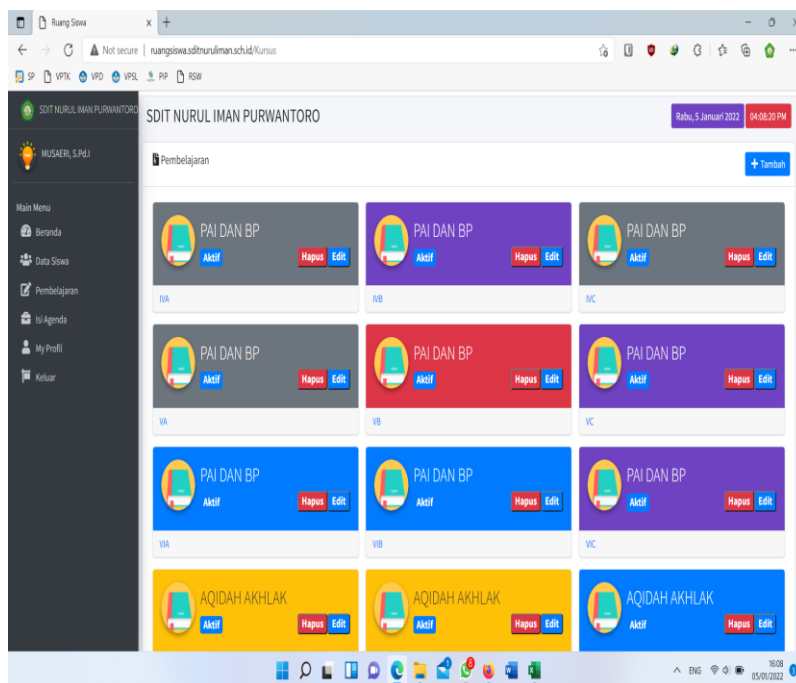 Ruang Siswa
Not secure | ruangsiswa.sditnuruliman.sch.id/Kursus
SP VPTK VPD VPSL PIP RSW
SDIT NURUL IMAN PURWANTORO
SDIT NURUL IMAN PURWANTORO
Rabu, 5 Januari 2022 04:08:20 PM
MUSAERI, S.Pd.I
Pembelajaran
+ Tambah
Main Menu
Beranda
Data Siswa
Pembelajaran
Isi Agenda
My Profil
Keluar
PAI DAN BP
Aktif Hapus Edit
IVA
PAI DAN BP
Aktif Hapus Edit
IVB
PAI DAN BP
Aktif Hapus Edit
IVC
PAI DAN BP
Aktif Hapus Edit
VA
PAI DAN BP
Aktif Hapus Edit
VB
PAI DAN BP
Aktif Hapus Edit
VC
PAI DAN BP
Aktif Hapus Edit
VIA
PAI DAN BP
Aktif Hapus Edit
VIB
PAI DAN BP
Aktif Hapus Edit
VIC
AQIDAH AKHLAK
Aktif Hapus Edit
AQIDAH AKHLAK
Aktif Hapus Edit
AQIDAH AKHLAK
Aktif Hapus Edit
ENG
16:08
05/01/2022